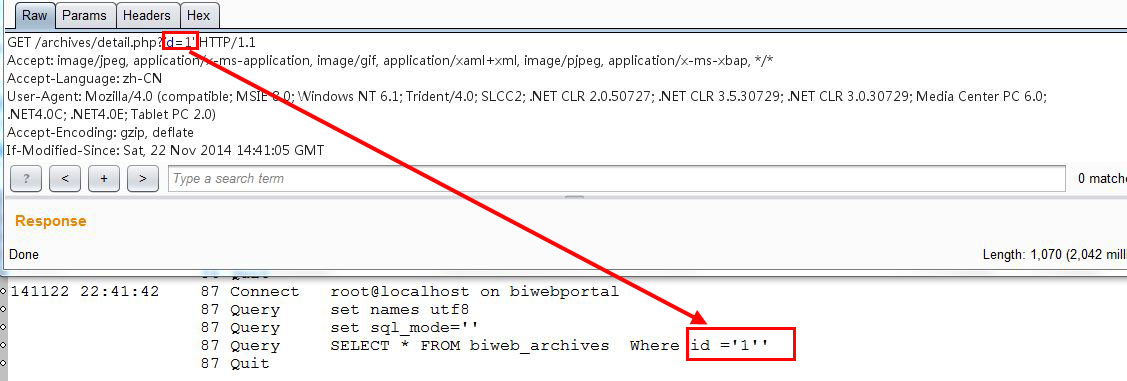 Raw Params Headers Hex
GET /archives/detail.php?id=1' HTTP/1.1
Accept: image/jpeg, application/x-ms-application, image/gif, application/xaml+xml, image/pjpeg, application/x-ms-xbap, */*
Accept-Language: zh-CN
User-Agent: Mozilla/4.0 (compatible; MSIE 8.0; Windows NT 6.1; Trident/4.0; SLCC2; .NET CLR 2.0.50727; .NET CLR 3.5.30729; .NET CLR 3.0.30729; Media Center PC 6.0;
.NET4.0C; .NET4.0E; Tablet PC 2.0)
Accept-Encoding: gzip, deflate
If-Modified-Since: Sat, 22 Nov 2014 14:41:05 GMT
? < + > Type a search term 0 matche
Response
Done Length: 1,070 (2,042 milli
141122 22:41:42 87 Connect root@localhost on biwebportal
87 Query set names utf8
87 Query set sql_mode=''
87 Query SELECT * FROM biweb_archives Where id ='1''
87 Quit